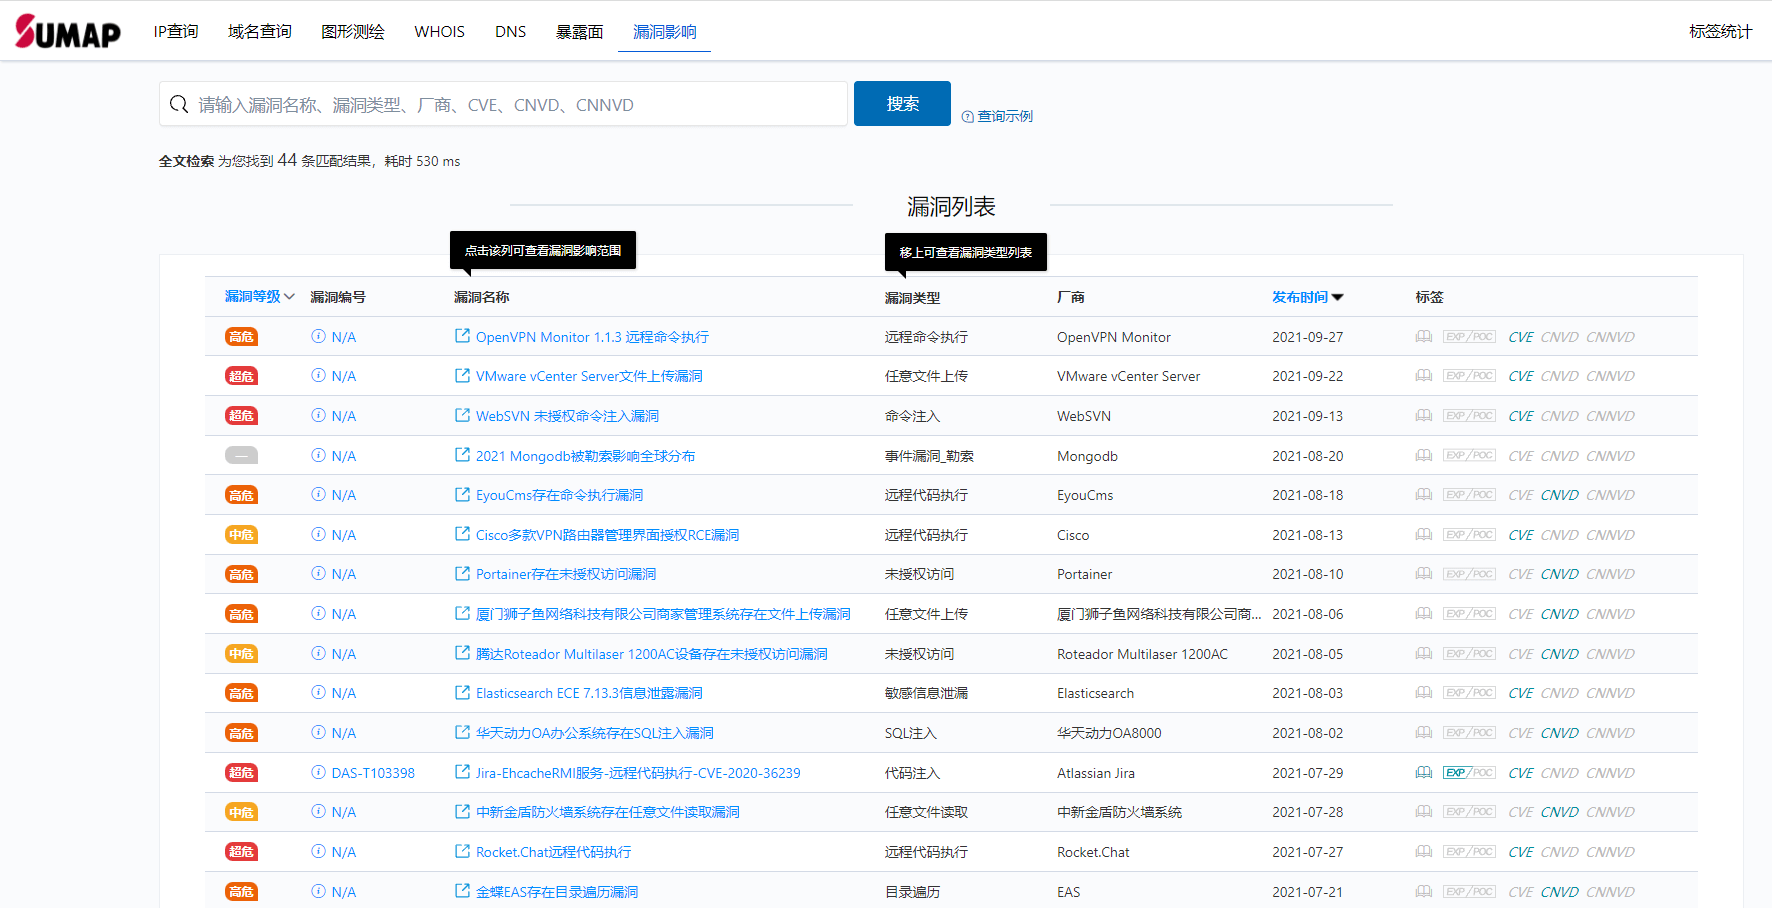 SUMAP IP查询 域名查询 图形测绘 WHOIS DNS 暴露面 漏洞影响 标签统计
请输入漏洞名称、漏洞类型、厂商、CVE、CNVD、CNNVD 搜索 查询示例
全文检索 为您找到 44 条匹配结果，耗时 530 ms
漏洞列表
点击该列可查看漏洞影响范围 移上可查看漏洞类型列表
漏洞等级 漏洞编号 漏洞名称 漏洞类型 厂商 发布时间 标签
高危 N/A OpenVPN Monitor 1.1.3 远程命令执行 远程命令执行 OpenVPN Monitor 2021-09-27 EXP/POC CVE CNVD CNNVD
超危 N/A VMware vCenter Server文件上传漏洞 任意文件上传 VMware vCenter Server 2021-09-22 EXP/POC CVE CNVD CNNVD
超危 N/A WebSVN 未授权命令注入漏洞 命令注入 WebSVN 2021-09-13 EXP/POC CVE CNVD CNNVD
— N/A 2021 Mongodb被勒索影响全球分布 事件漏洞_勒索 Mongodb 2021-08-20 EXP/POC CVE CNVD CNNVD
高危 N/A EyouCms存在命令执行漏洞 远程代码执行 EyouCms 2021-08-18 EXP/POC CVE CNVD CNNVD
中危 N/A Cisco多款VPN路由器管理界面授权RCE漏洞 远程代码执行 Cisco 2021-08-13 EXP/POC CVE CNVD CNNVD
高危 N/A Portainer存在未授权访问漏洞 未授权访问 Portainer 2021-08-10 EXP/POC CVE CNVD CNNVD
高危 N/A 厦门狮子鱼网络科技有限公司商家管理系统存在文件上传漏洞 任意文件上传 厦门狮子鱼网络科技有限公司商... 2021-08-06 EXP/POC CVE CNVD CNNVD
中危 N/A 腾达Roteador Multilaser 1200AC设备存在未授权访问漏洞 未授权访问 Roteador Multilaser 1200AC 2021-08-05 EXP/POC CVE CNVD CNNVD
高危 N/A Elasticsearch ECE 7.13.3信息泄露漏洞 敏感信息泄漏 Elasticsearch 2021-08-03 EXP/POC CVE CNVD CNNVD
高危 N/A 华天动力OA办公系统存在SQL注入漏洞 SQL注入 华天动力OA8000 2021-08-02 EXP/POC CVE CNVD CNNVD
超危 DAS-T103398 Jira-EhcacheRMI服务-远程代码执行-CVE-2020-36239 代码注入 Atlassian Jira 2021-07-29 EXP/POC CVE CNVD CNNVD
中危 N/A 中新金盾防火墙系统存在任意文件读取漏洞 任意文件读取 中新金盾防火墙系统 2021-07-28 EXP/POC CVE CNVD CNNVD
超危 N/A Rocket.Chat远程代码执行 远程代码执行 Rocket.Chat 2021-07-27 EXP/POC CVE CNVD CNNVD
高危 N/A 金蝶EAS存在目录遍历漏洞 目录遍历 EAS 2021-07-21 EXP/POC CVE CNVD CNNVD